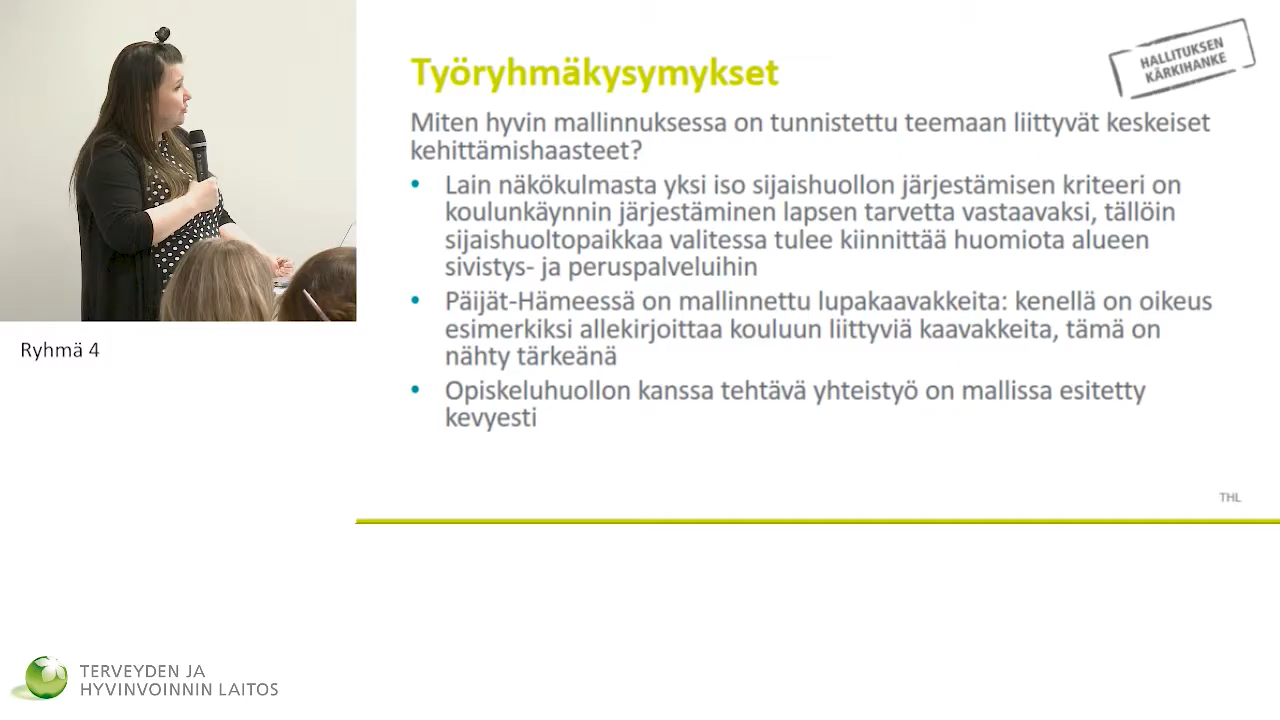 HALLITUKSEN
KÄRKIHANKE
Työryhmäkysymykset
Miten hyvin mallinnuksessa on tunnistettu teemaan liittyvät keskeiset
kehittämishaasteet?
• Lain näkökulmasta yksi iso sijaishuollon järjestämisen kriteeri on
koulunkäynnin järjestäminen lapsen tarvetta vastaavaksi, tällöin
sijaishuoltopaikkaa valitessa tulee kiinnittää huomiota alueen
sivistys- ja peruspalveluihin
• Päijät-Hämeessä on mallinnettu lupakaavakkeita: kenellä on oikeus
esimerkiksi allekirjoittaa kouluun liittyviä kaavakkeita, tämä on
nähty tärkeänä
• Opiskeluhuollon kanssa tehtävä yhteistyö on mallissa esitetty
kevyesti
Ryhmä 4
THL
TERVEYDEN JA
HYVINVOINNIN LAITOS